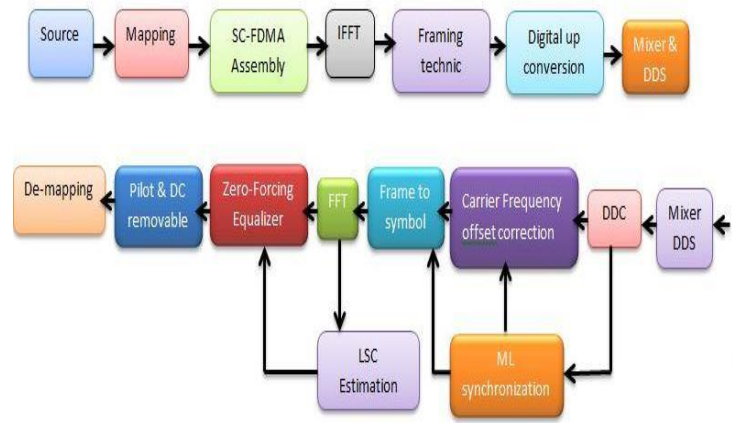 Source
Mapping
SC-FDMA
Assembly
IFFT
Framing
technic
Digital up
conversion
Mixer &
DDS
De-mapping
Pilot & DC
removable
Zero-Forcing
Equalizer
FFT
Frame to
symbol
Carrier Frequency
offset correction
DDC
Mixer
DDS
LSC
Estimation
ML
synchronization